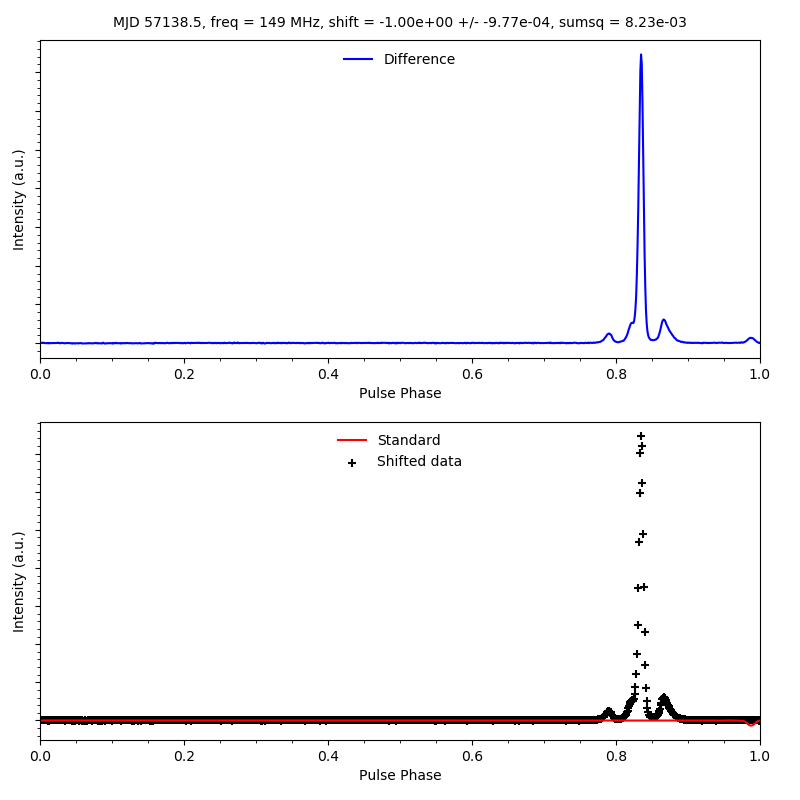 MJD 57138.5, freq = 149 MHz, shift = -1.00e+00 +/- -9.77e-04, sumsq = 8.23e-03
Difference
Intensity (a.u.)
0.0 0.2 0.4 0.6 0.8 1.0
Pulse Phase
Standard
Shifted data
Intensity (a.u.)
0.0 0.2 0.4 0.6 0.8 1.0
Pulse Phase